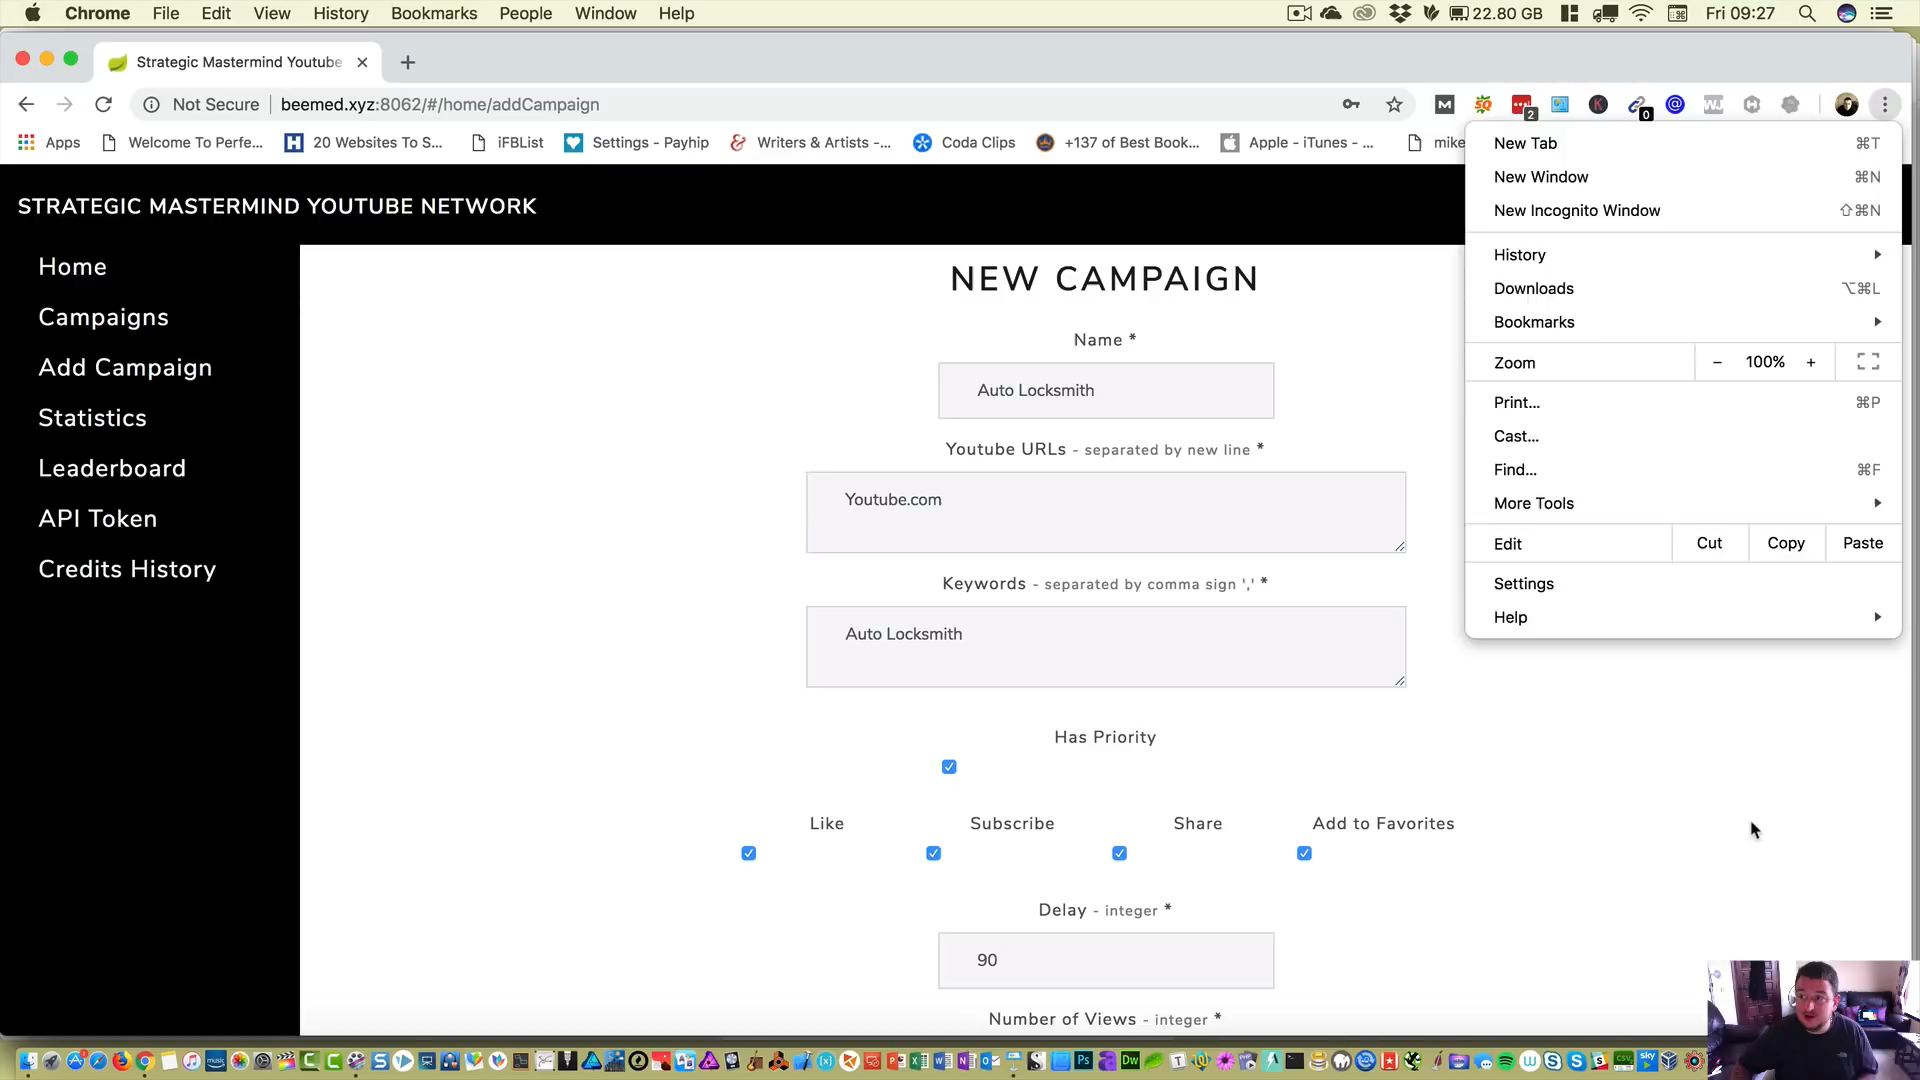 Chrome File Edit View History Bookmarks People Window Help 22.80 GB Fri 09:27
Strategic Mastermind Youtube
Not Secure beemed.xyz:8062/#/home/addCampaign
Apps Welcome To Perfe... 20 Websites To S... iFBList Settings - Payhip Writers & Artists -... Coda Clips +137 of Best Book... Apple - iTunes - ... mike
STRATEGIC MASTERMIND YOUTUBE NETWORK
Home
Campaigns
Add Campaign
Statistics
Leaderboard
API Token
Credits History
NEW CAMPAIGN
Name *
Auto Locksmith
Youtube URLs - separated by new line *
Youtube.com
Keywords - separated by comma sign ',' *
Auto Locksmith
Has Priority
Like Subscribe Share Add to Favorites
Delay - integer *
90
Number of Views - integer *
New Tab ⌘T
New Window ⌘N
New Incognito Window ⇧⌘N
History
Downloads ⌥⌘L
Bookmarks
Zoom − 100% +
Print... ⌘P
Cast...
Find... ⌘F
More Tools
Edit Cut Copy Paste
Settings
Help